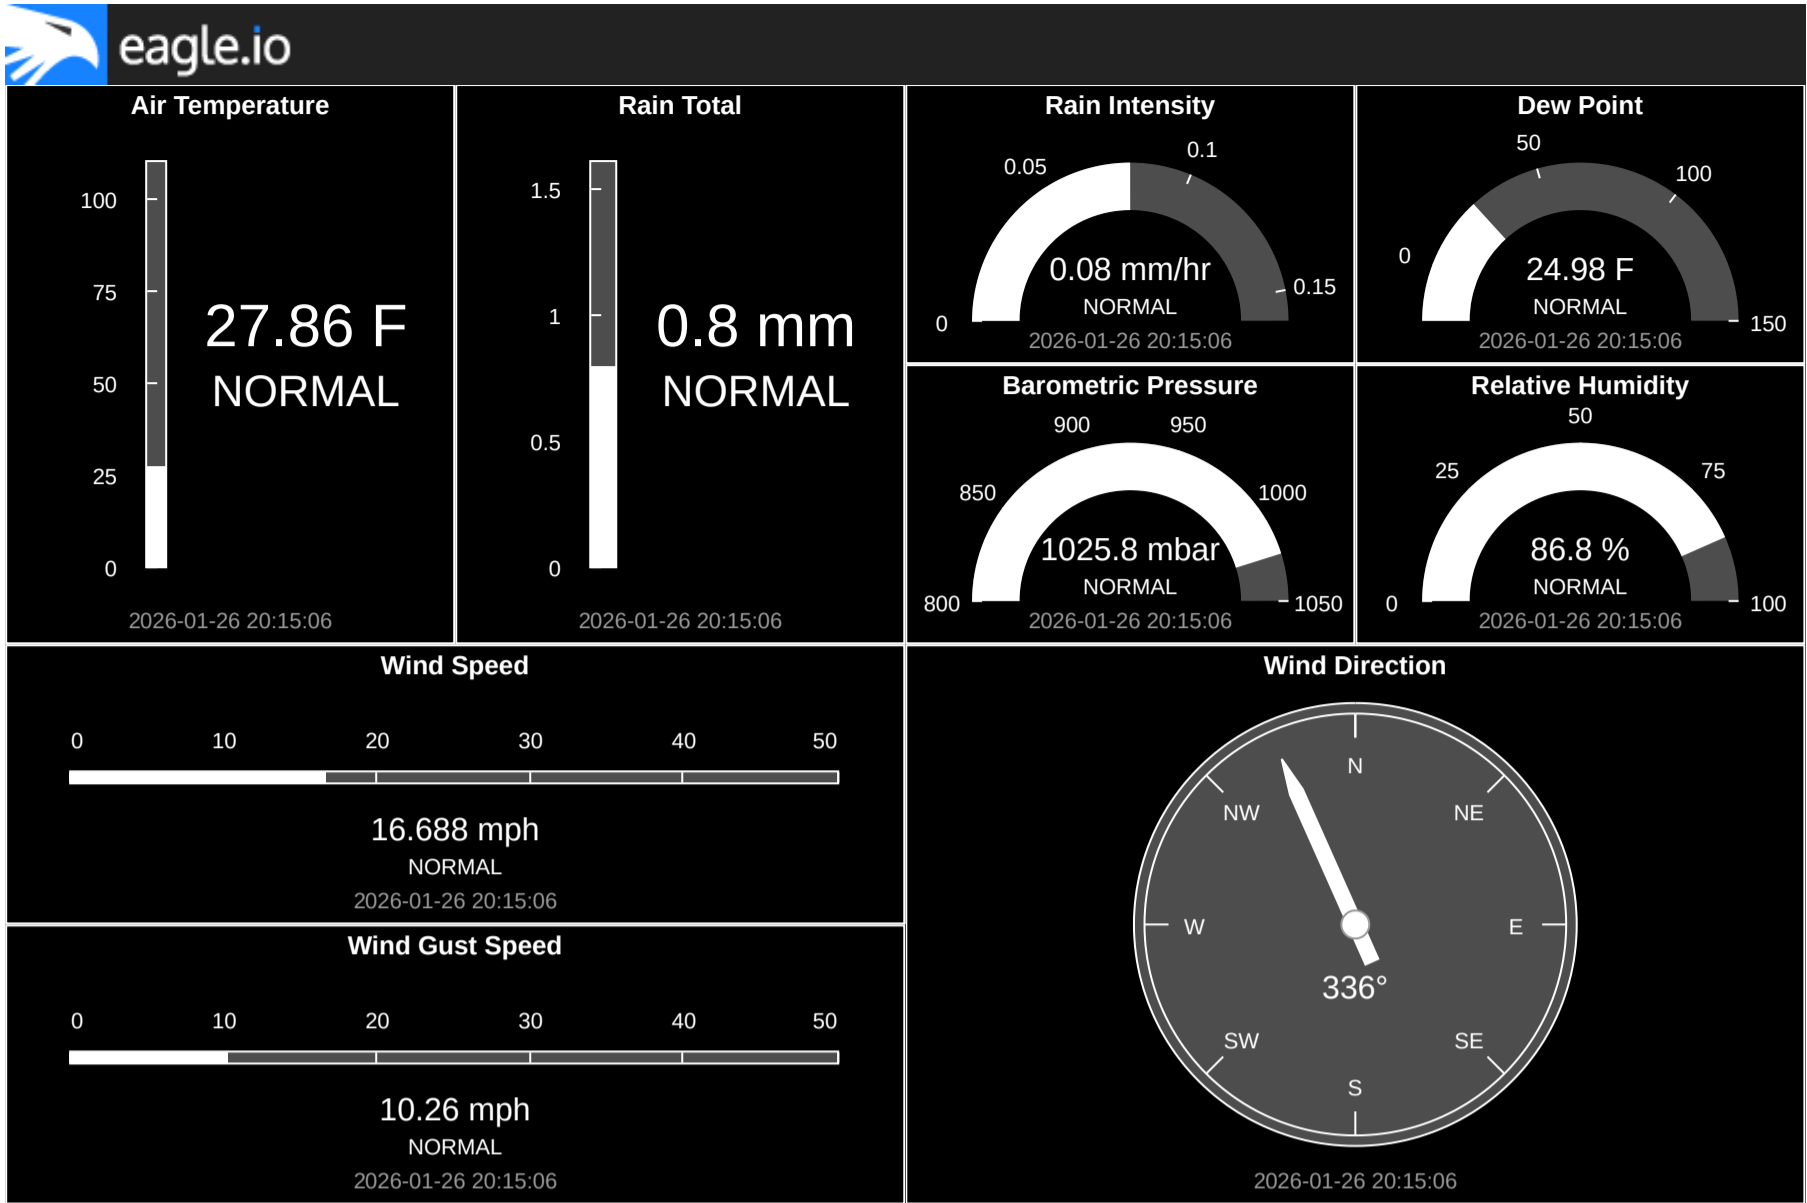 eagle.io
Air Temperature
100
75
50
25
0
27.86 F
NORMAL
2026-01-26 20:15:06
Rain Total
1.5
1
0.5
0
0.8 mm
NORMAL
2026-01-26 20:15:06
Rain Intensity
0
0.05
0.1
0.15
0.08 mm/hr
NORMAL
2026-01-26 20:15:06
Dew Point
0
50
100
150
24.98 F
NORMAL
2026-01-26 20:15:06
Barometric Pressure
800
850
900
950
1000
1050
1025.8 mbar
NORMAL
2026-01-26 20:15:06
Relative Humidity
0
25
50
75
100
86.8 %
NORMAL
2026-01-26 20:15:06
Wind Speed
0 10 20 30 40 50
16.688 mph
NORMAL
2026-01-26 20:15:06
Wind Gust Speed
0 10 20 30 40 50
10.26 mph
NORMAL
2026-01-26 20:15:06
Wind Direction
N
NW NE
W E
336°
SW SE
S
2026-01-26 20:15:06